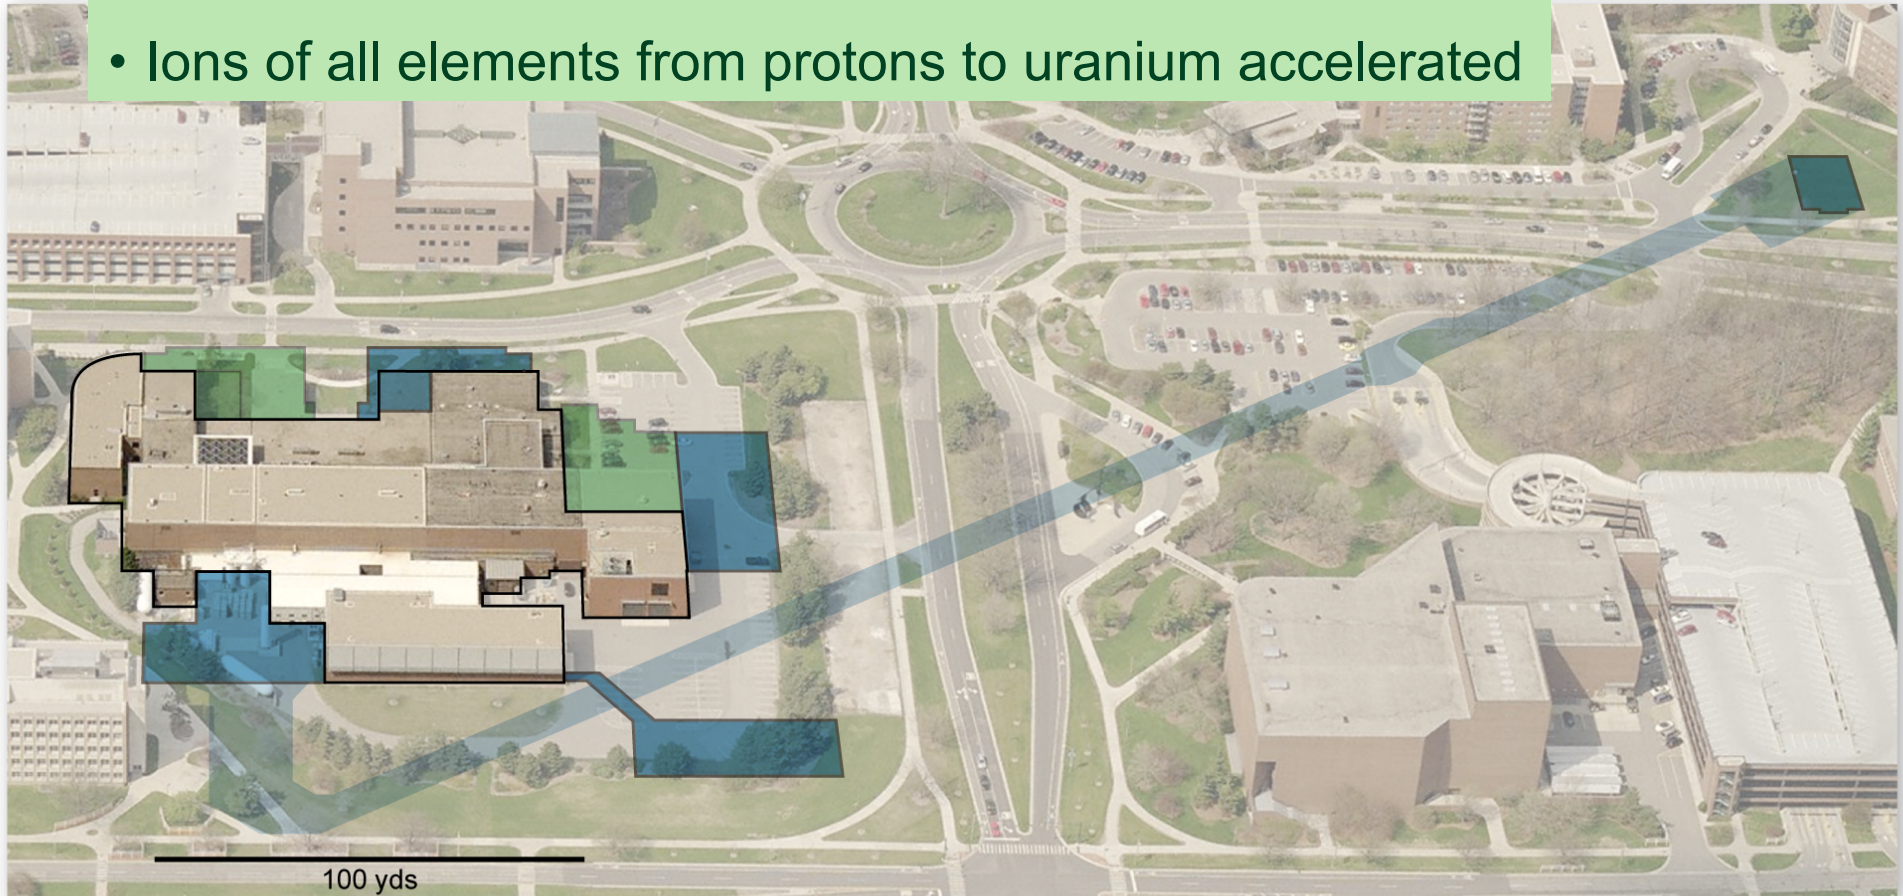 • Ions of all elements from protons to uranium accelerated
100 yds